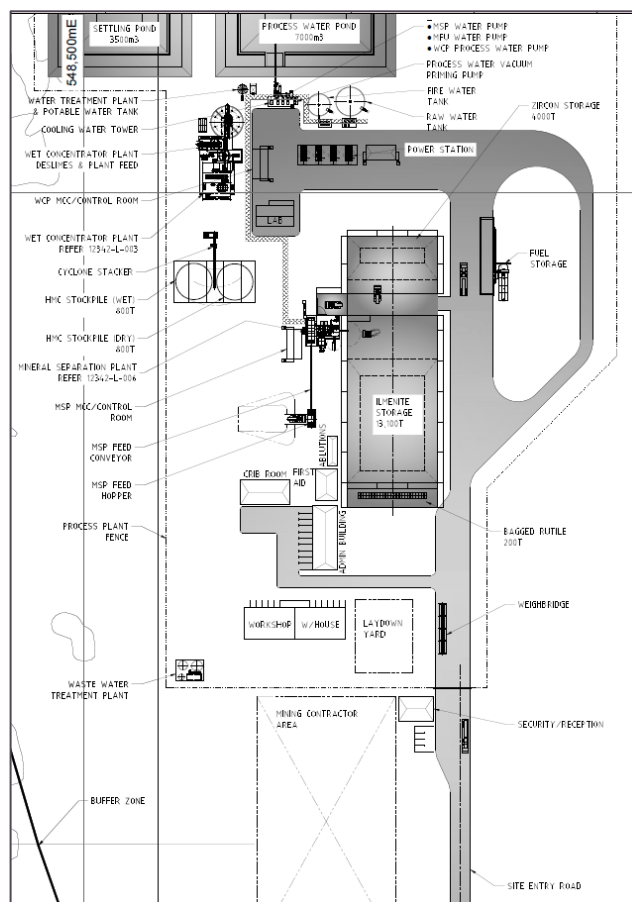 SETTLING POND
3500m3
548,500mE
PROCESS WATER POND
7000m3
• MSP WATER PUMP
• MFU WATER PUMP
• WCP PROCESS WATER PUMP
PROCESS WATER VACUUM
PRIMING PUMP
FIRE WATER
TANK
RAW WATER
TANK
ZIRCON STORAGE
4000T
WATER TREATMENT PLANT
& POTABLE WATER TANK
COOLING WATER TOWER
WET CONCENTRATOR PLANT
DESLIMES & PLANT FEED
POWER STATION
WCP MCC/CONTROL ROOM
LAB
WET CONCENTRATOR PLANT
REFER 12342-L-003
CYCLONE STACKER
FUEL
STORAGE
HMC STOCKPILE (WET)
800T
HMC STOCKPILE (DRY)
800T
MINERAL SEPARATION PLANT
REFER 12342-L-006
MSP MCC/CONTROL
ROOM
ILMENITE
STORAGE
13,100T
MSP FEED
CONVEYOR
ABLUTIONS
MSP FEED
HOPPER
CRIB ROOM
FIRST
AID
PROCESS PLANT
FENCE
ADMIN BUILDING
BAGGED RUTILE
200T
WEIGHBRIDGE
WORKSHOP
W/HOUSE
LAYDOWN
YARD
WASTE WATER
TREATMENT PLANT
MINING CONTRACTOR
AREA
SECURITY/RECEPTION
BUFFER ZONE
SITE ENTRY ROAD